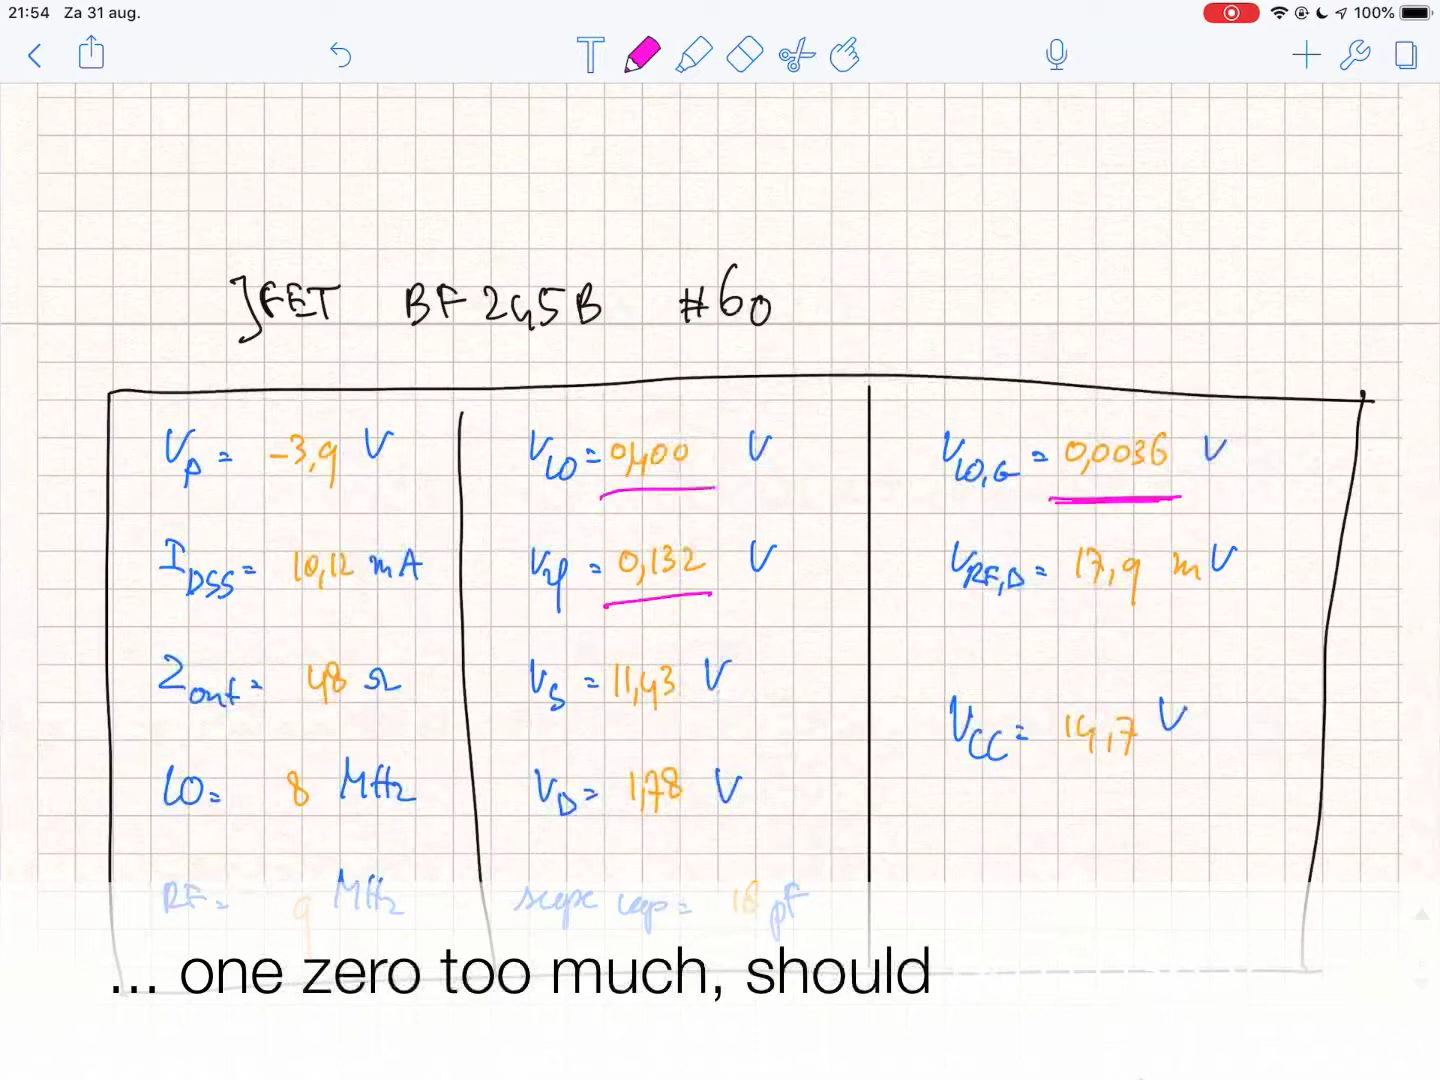 21:54 Za 31 aug. 100%
JFET BF245B #60
Vp = -3,9 V
IDSS = 10,12 mA
Zout = 48 Ω
LO = 8 MHz
RF = 9 MHz
VLO = 0,400 V
Vrf = 0,132 V
VS = 11,43 V
VD = 1,78 V
scope cap = 18 pF
VLO,G = 0,0036 V
VRF,D = 17,9 mV
VCC = 14,7 V
... one zero too much, should